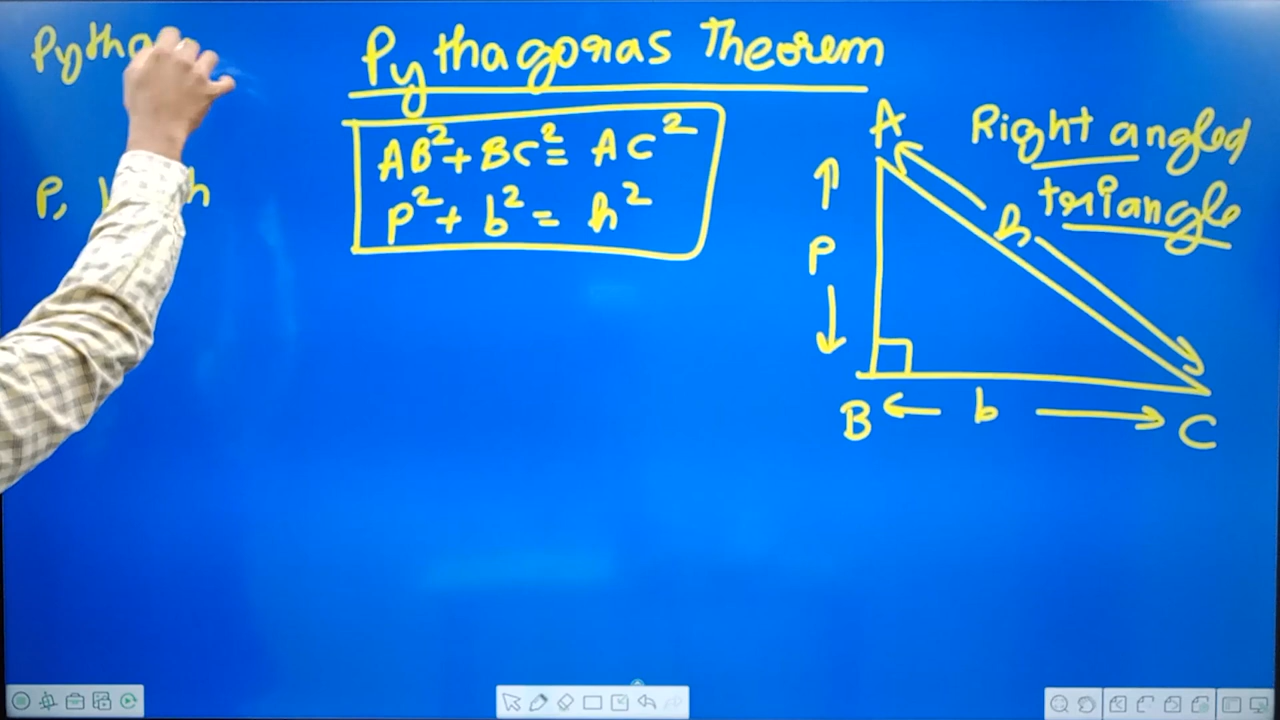 Pytha
P, h
Pythagoras Theorem
AB²+ BC²= AC²
P²+ b²= h²
A
Right angled
triangle
h
P
B
b
C